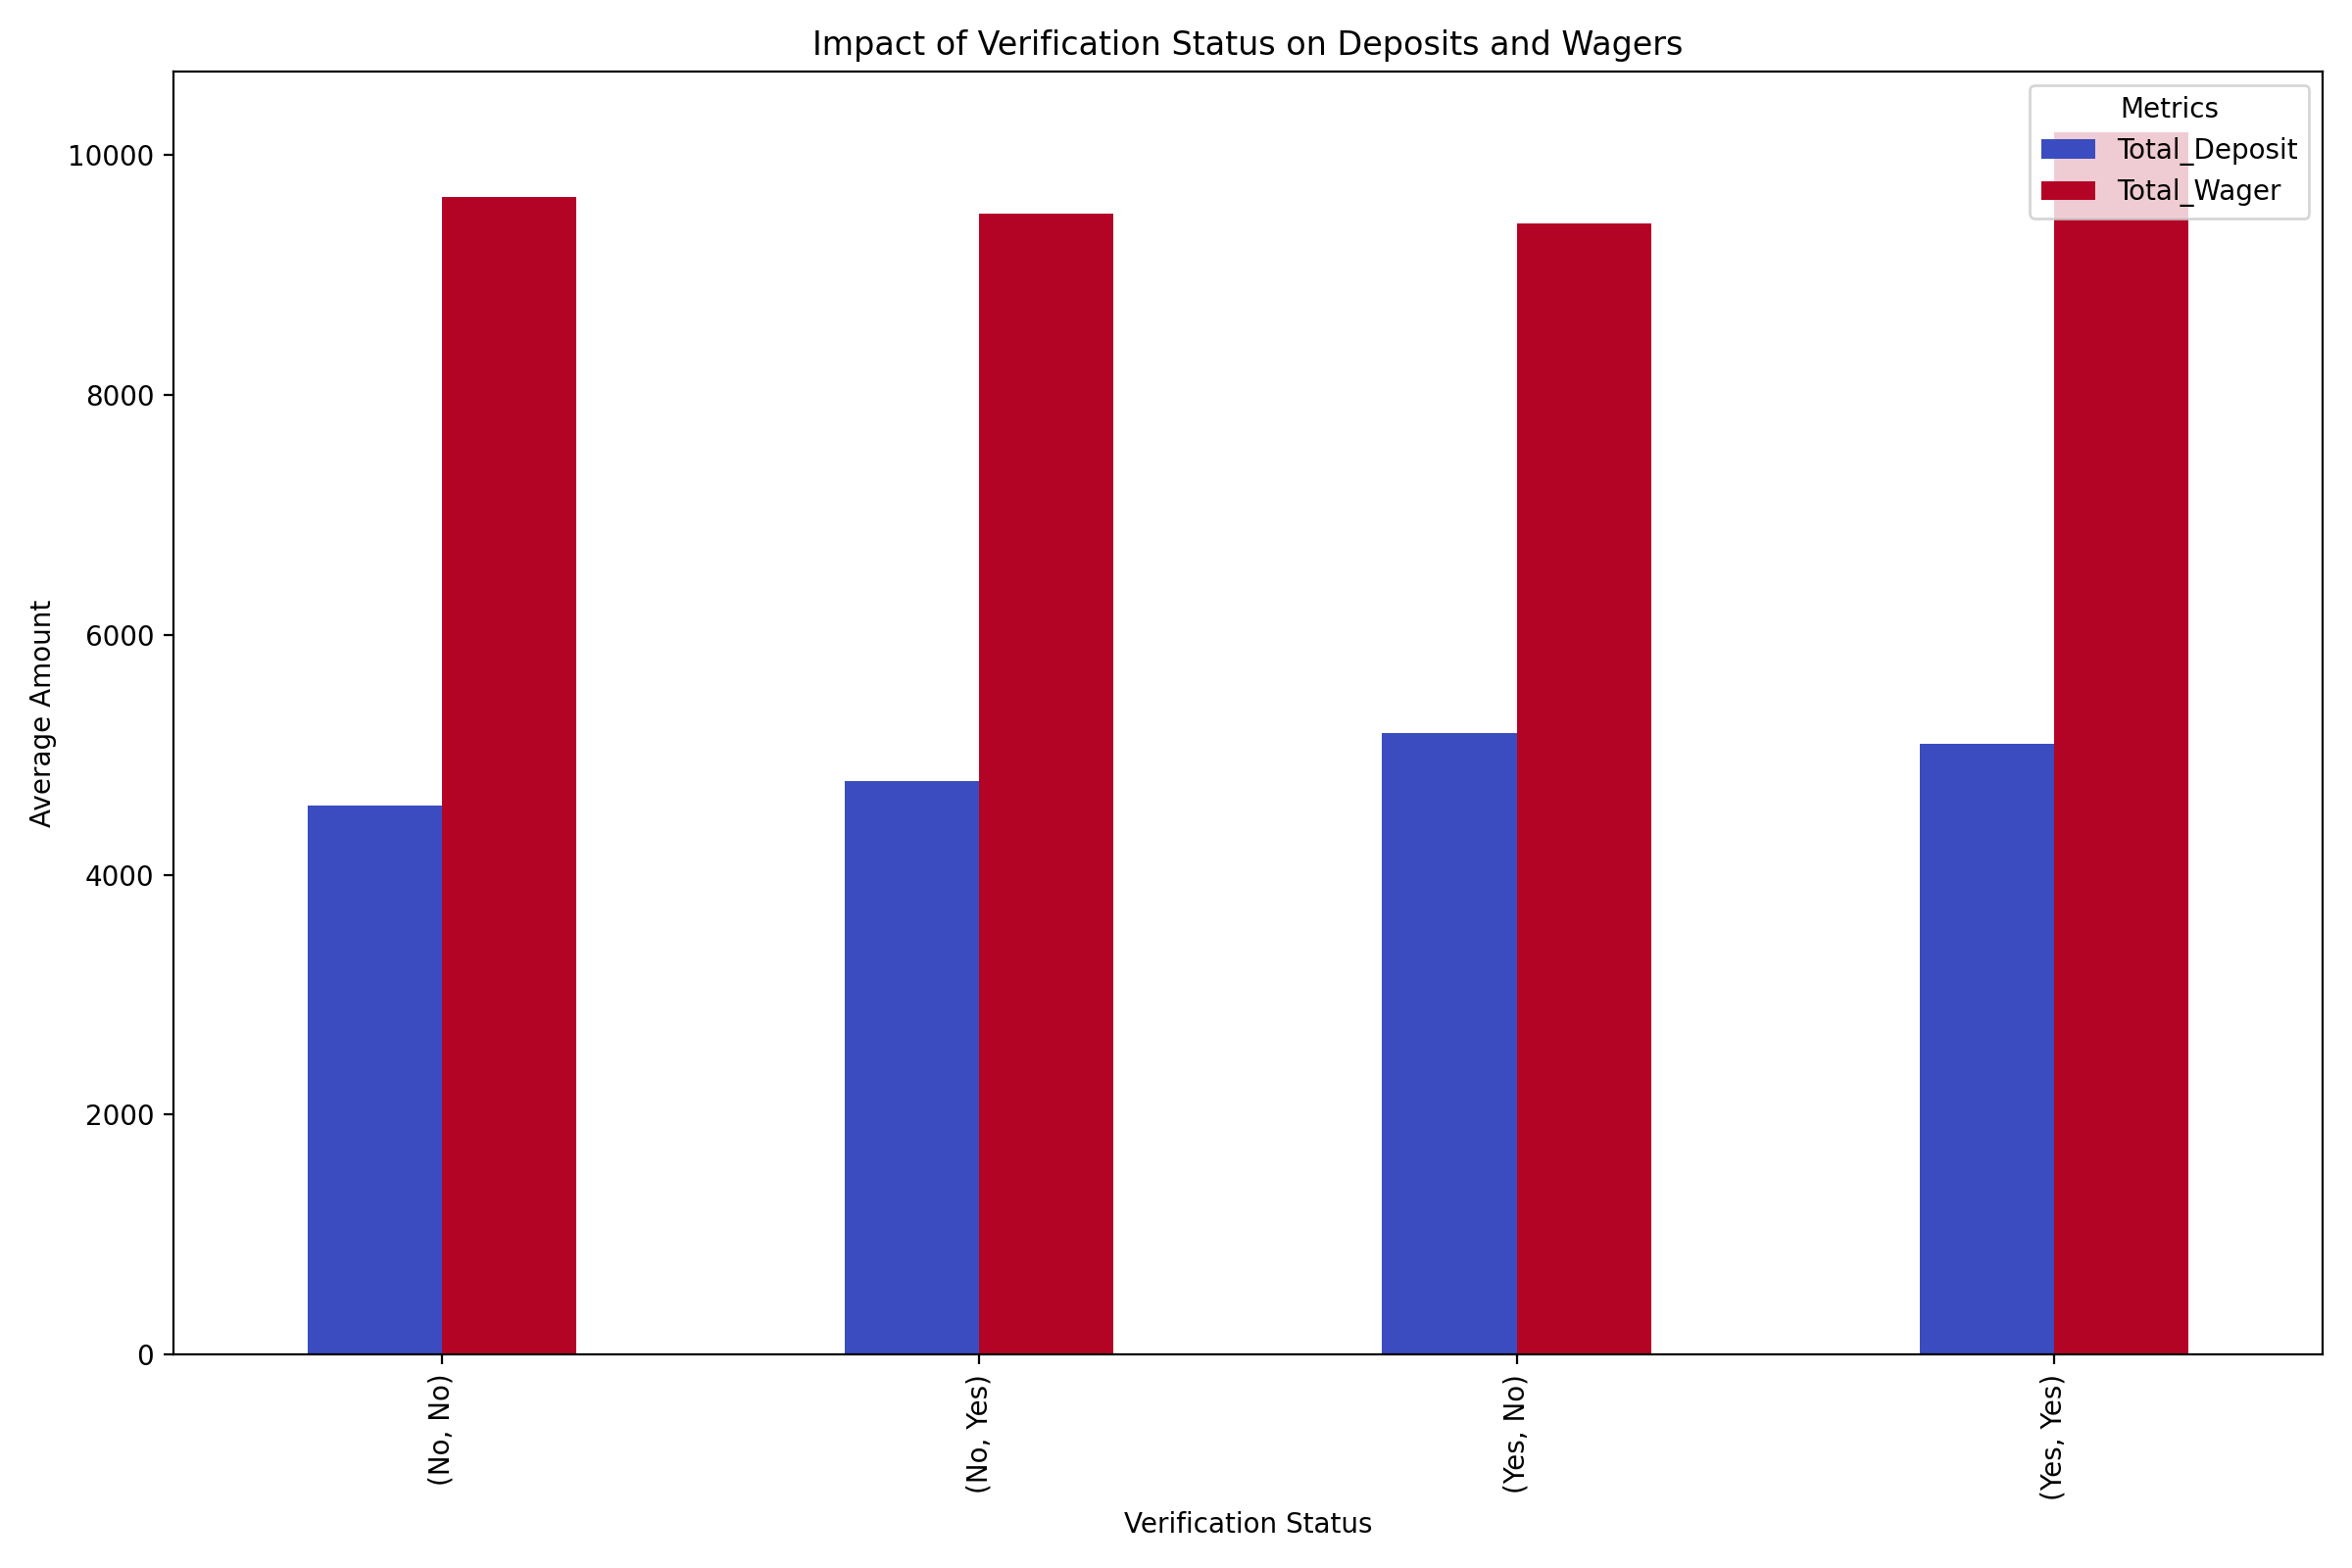 Impact of Verification Status on Deposits and Wagers
Metrics
Total_Deposit
Total_Wager
Average Amount
10000
8000
6000
4000
2000
0
(No, No)
(No, Yes)
(Yes, No)
(Yes, Yes)
Verification Status